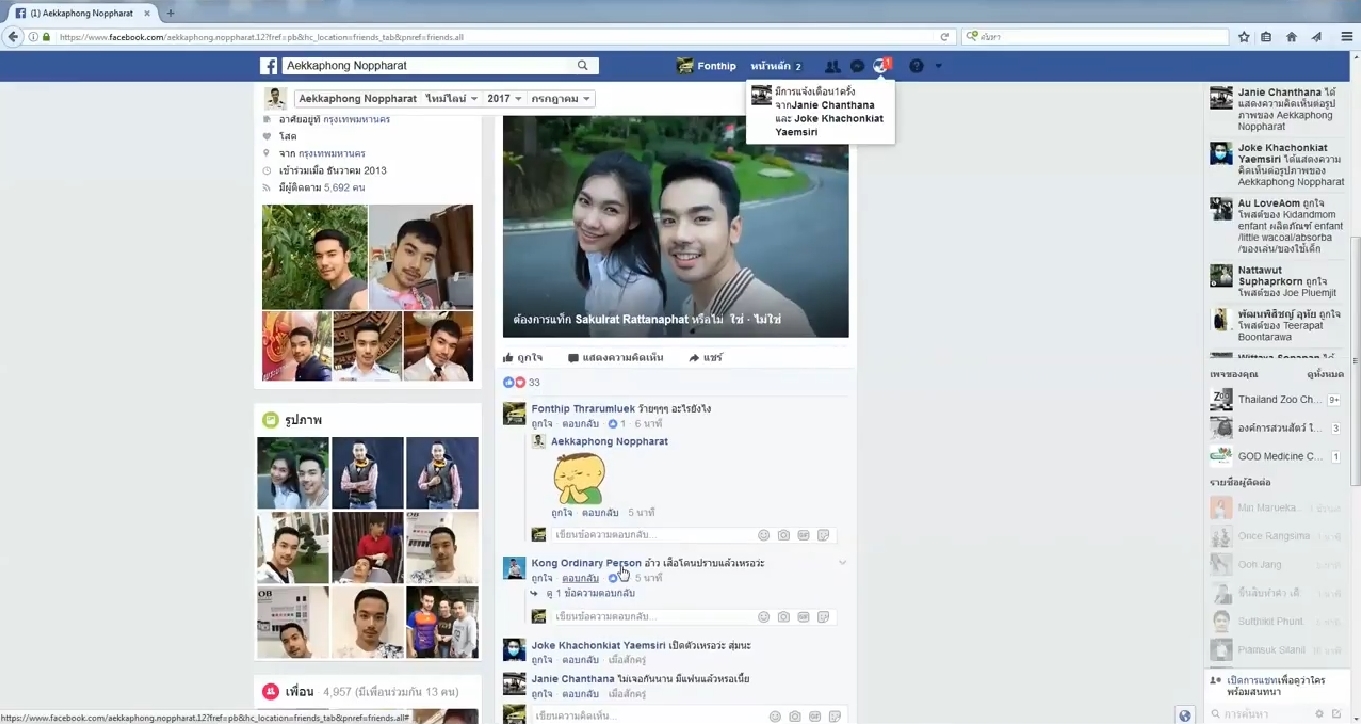 (1) Aekkaphong Noppharat
https://www.facebook.com/aekkaphong.noppharat.12?fref=pb&hc_location=friends_tab&pnref=friends.all
ค้นหา
Aekkaphong Noppharat
Fonthip
หน้าหลัก 2
1
Aekkaphong Noppharat
ไทม์ไลน์
2017
กรกฎาคม
มีการแจ้งเตือน 1ครั้ง
จากJanie Chanthana
และ Joke Khachonkiat
Yaemsiri
อาศัยอยู่ที่ กรุงเทพมหานคร
โสด
จาก กรุงเทพมหานคร
เข้าร่วมเมื่อ ธันวาคม 2013
มีผู้ติดตาม 5,692 คน
รูปภาพ
เพื่อน 4,957 (มีเพื่อนร่วมกัน 13 คน)
ต้องการแท็ก Sakulrat Rattanaphat หรือไม่ ใช่ · ไม่ใช่
ถูกใจ
แสดงความคิดเห็น
แชร์
33
Fonthip Thrarumluek ว้ายๆๆๆ อะไรยังไง
ถูกใจ · ตอบกลับ · 1 · 6 นาที
Aekkaphong Noppharat
ถูกใจ · ตอบกลับ · 5 นาที
เขียนข้อความตอบกลับ...
Kong Ordinary Person อ้าว เสือโดนปราบแล้วเหรอว่ะ
ถูกใจ · ตอบกลับ · 5 นาที
ดู 1 ข้อความตอบกลับ
เขียนข้อความตอบกลับ...
Joke Khachonkiat Yaemsiri เปิดตัวเหรอว่ะ สุ่มนะ
ถูกใจ · ตอบกลับ · เมื่อสักครู่
Janie Chanthana ไม่เจอกันนาน มีแฟนแล้วหรอเนี้ย
ถูกใจ · ตอบกลับ · เมื่อสักครู่
เขียนความคิดเห็น...
Janie Chanthana ได้
แสดงความคิดเห็นต่อรูป
ภาพของ Aekkaphong
Noppharat
Joke Khachonkiat
Yaemsiri ได้แสดงความ
คิดเห็นต่อรูปภาพของ
Aekkaphong Noppharat
Au LoveAom ถูกใจ
โพสต์ของ Kidandmom
enfant ผลิตภัณฑ์ enfant
/little wacoal/absorba
/ของเล่น/ของใช้เด็ก
Nattawut
Suphaprkorn ถูกใจ
โพสต์ของ Joe Pluemjit
พัฒนพิสิชญ์ อุทัย ถูกใจ
โพสต์ของ Teerapat
Boontarawa
เพจของคุณ
ดูทั้งหมด
Thailand Zoo Ch... 9+
องค์การสวนสัตว์ ไ... 3
GOD Medicine C... 1
รายชื่อผู้ติดต่อ
Once Rangsima
Oon Jang
Sutthikit Phunt
Piamsuk Sitanil
เปิดการแชทเพื่อดูว่าใคร
พร้อมสนทนา
การค้นหา
https://www.facebook.com/aekkaphong.noppharat.12?fref=pb&hc_location=friends_tab&pnref=friends.all#